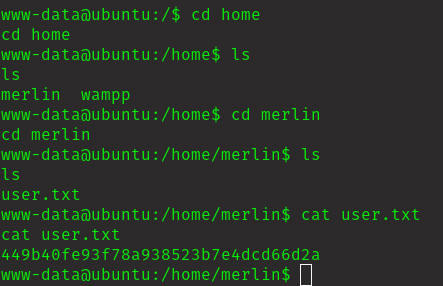 www-data@ubuntu:/$ cd home
cd home
www-data@ubuntu:/home$ ls
ls
merlin  wampp
www-data@ubuntu:/home$ cd merlin
cd merlin
www-data@ubuntu:/home/merlin$ ls
ls
user.txt
www-data@ubuntu:/home/merlin$ cat user.txt
cat user.txt
449b40fe93f78a938523b7e4dcd66d2a
www-data@ubuntu:/home/merlin$